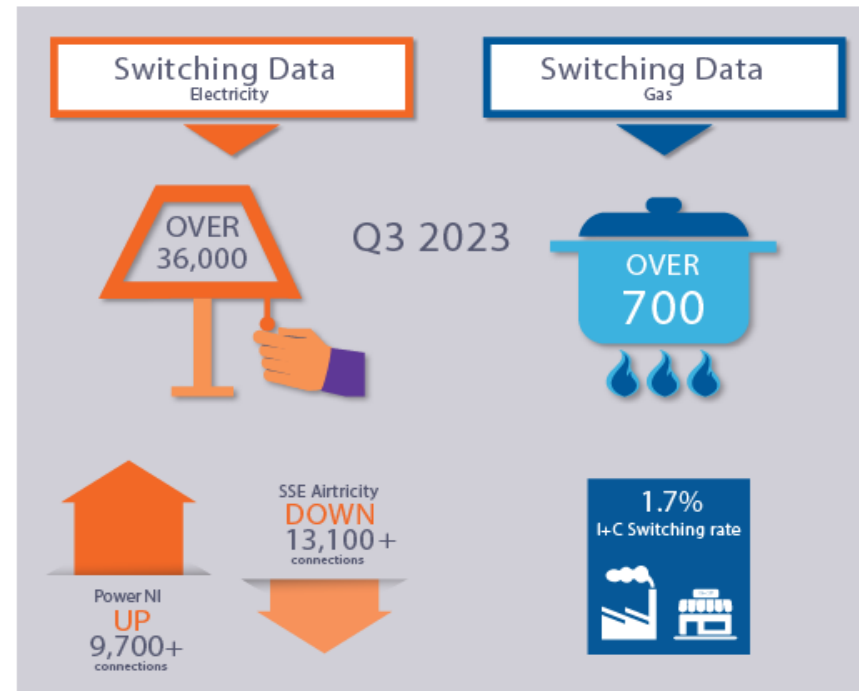 Switching Data
Electricity
Switching Data
Gas
OVER
36,000
Q3 2023
OVER
700
Power NI
UP
9,700+
connections
SSE Airtricity
DOWN
13,100+
connections
1.7%
I+C Switching rate